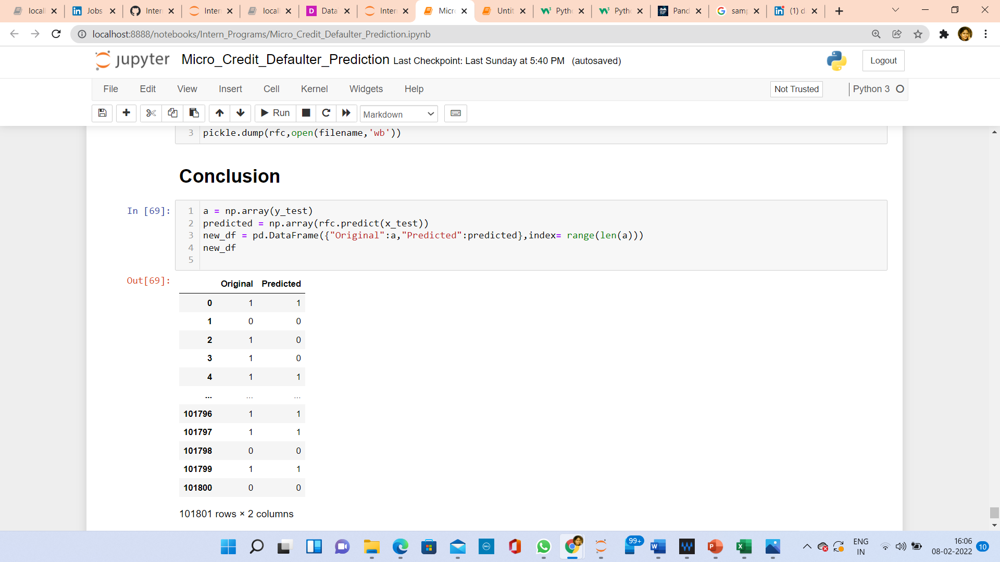 locall
Jobs
Inter
Inter
locall
Data
Inter
Micr
Untit
Pyth
Pyth
Pand
sam
(1) d
localhost:8888/notebooks/Intern_Programs/Micro_Credit_Defaulter_Prediction.ipynb
jupyter Micro_Credit_Defaulter_Prediction Last Checkpoint: Last Sunday at 5:40 PM (autosaved)
Logout
File Edit View Insert Cell Kernel Widgets Help
Not Trusted
Python 3
Run
Markdown
3 pickle.dump(rfc,open(filename,'wb'))
Conclusion
In [69]:
1 a = np.array(y_test)
2 predicted = np.array(rfc.predict(x_test))
3 new_df = pd.DataFrame({"Original":a,"Predicted":predicted},index= range(len(a)))
4 new_df
5
Out[69]:
Original Predicted
0 1 1
1 0 0
2 1 0
3 1 0
4 1 1
... ... ...
101796 1 1
101797 1 1
101798 0 0
101799 1 1
101800 0 0
101801 rows × 2 columns
99+
ENG
IN
16:06
08-02-2022
10